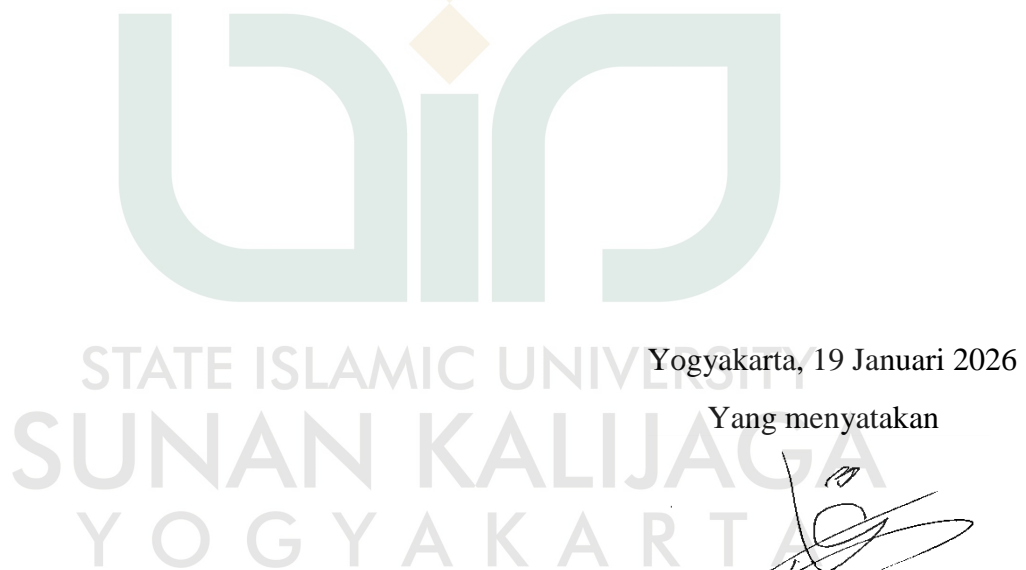 STATE ISLAMIC UNIVERSITY
SUNAN KALIJAGA
YOGYAKARTA
Yogyakarta, 19 Januari 2026
Yang menyatakan